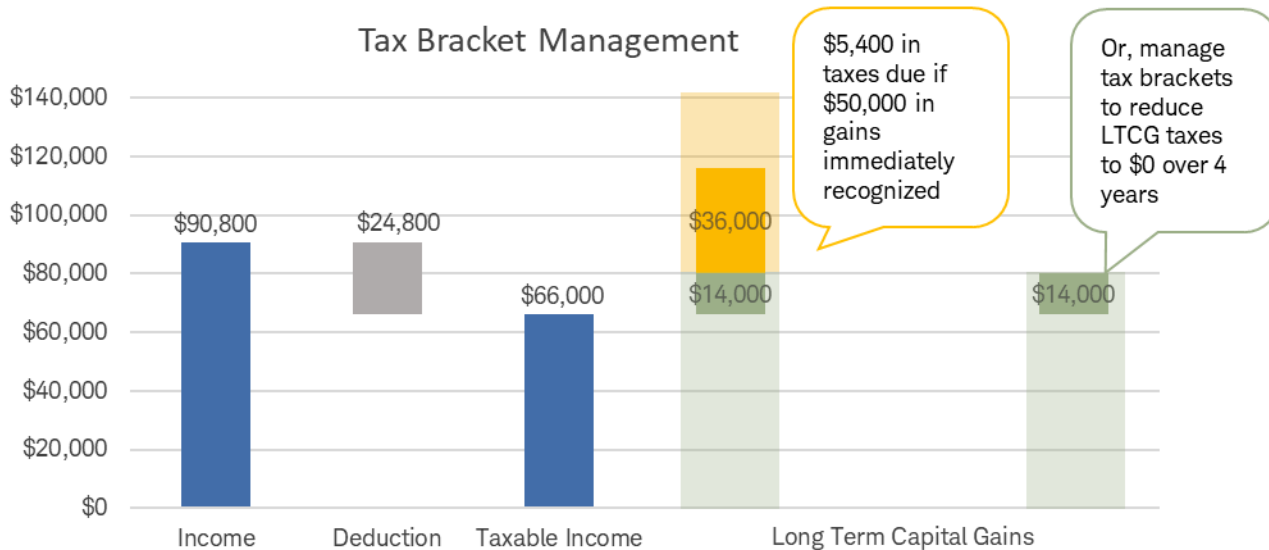 Tax Bracket Management
$5,400 in
taxes due if
$50,000 in
gains
immediately
recognized
Or, manage
tax brackets
to reduce
LTCG taxes
to $0 over 4
years
$140,000
$120,000
$100,000
$80,000
$60,000
$40,000
$20,000
$0
$90,800
$24,800
$66,000
$36,000
$14,000
$14,000
Income
Deduction
Taxable Income
Long Term Capital Gains